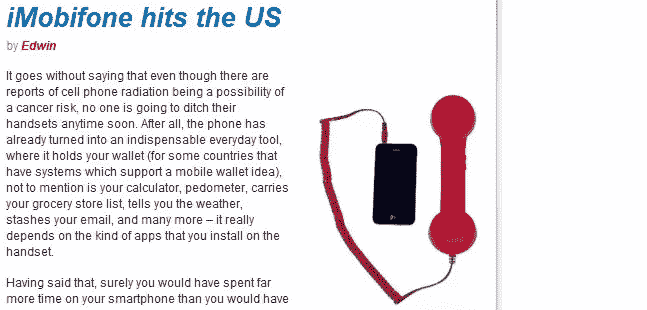 iMobifone hits the US
by Edwin
It goes without saying that even though there are
reports of cell phone radiation being a possibility of
a cancer risk, no one is going to ditch their
handsets anytime soon. After all, the phone has
already turned into an indispensable everyday tool,
where it holds your wallet (for some countries that
have systems which support a mobile wallet idea),
not to mention is your calculator, pedometer, carries
your grocery store list, tells you the weather,
stashes your email, and many more – it really
depends on the kind of apps that you install on the
handset.
Having said that, surely you would have spent far
more time on your smartphone than you would have